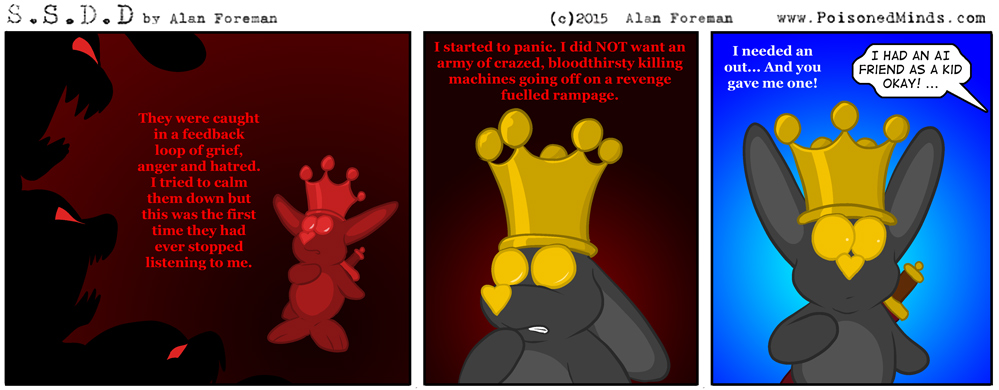 S.S.D.D by Alan Foreman (c)2015 Alan Foreman www.PoisonedMinds.com
They were caught
in a feedback
loop of grief,
anger and hatred.
I tried to calm
them down but
this was the first
time they had
ever stopped
listening to me.
I started to panic. I did NOT want an
army of crazed, bloodthirsty killing
machines going off on a revenge
fuelled rampage.
I needed an
out... And you
gave me one!
I HAD AN AI
FRIEND AS A KID
OKAY! ...